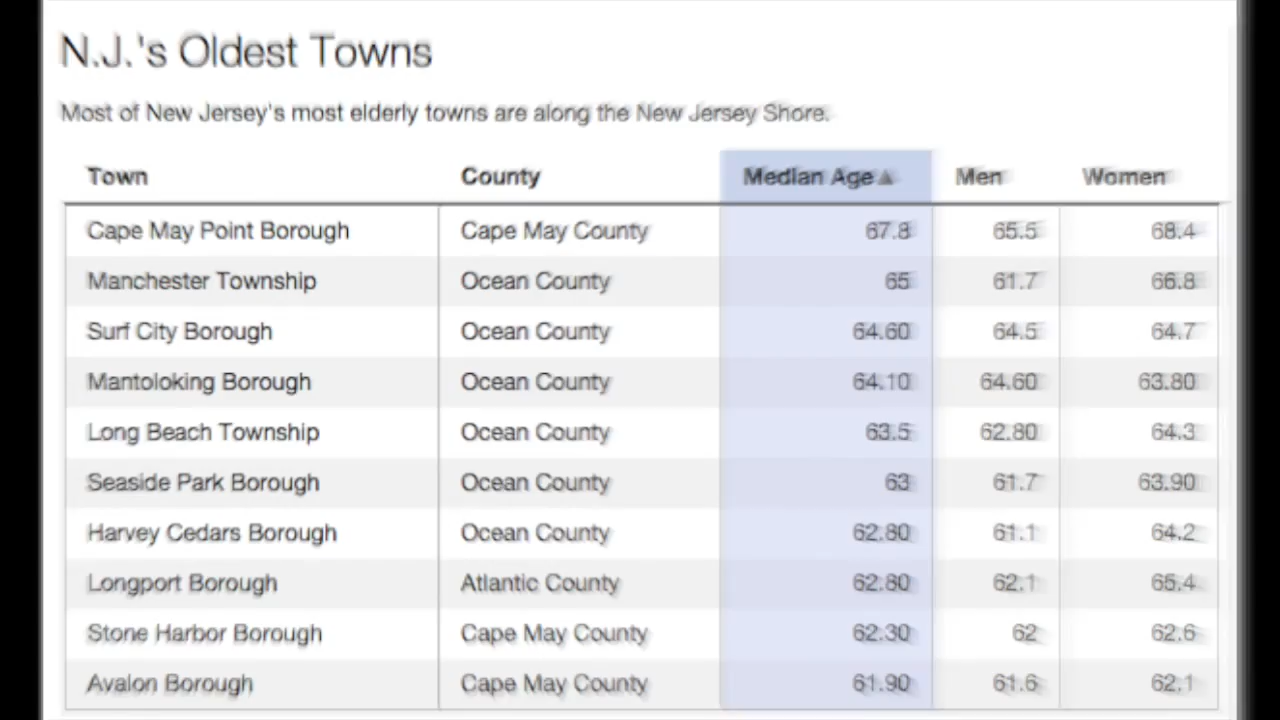 N.J.'s Oldest Towns
Most of New Jersey's most elderly towns are along the New Jersey Shore.
Town County Median Age▲ Men Women
Cape May Point Borough Cape May County 67.8 65.5 68.4
Manchester Township Ocean County 65 61.7 66.8
Surf City Borough Ocean County 64.60 64.5 64.7
Mantoloking Borough Ocean County 64.10 64.60 63.80
Long Beach Township Ocean County 63.5 62.80 64.3
Seaside Park Borough Ocean County 63 61.7 63.90
Harvey Cedars Borough Ocean County 62.80 61.1 64.2
Longport Borough Atlantic County 62.80 62.1 65.4
Stone Harbor Borough Cape May County 62.30 62 62.6
Avalon Borough Cape May County 61.90 61.6 62.1